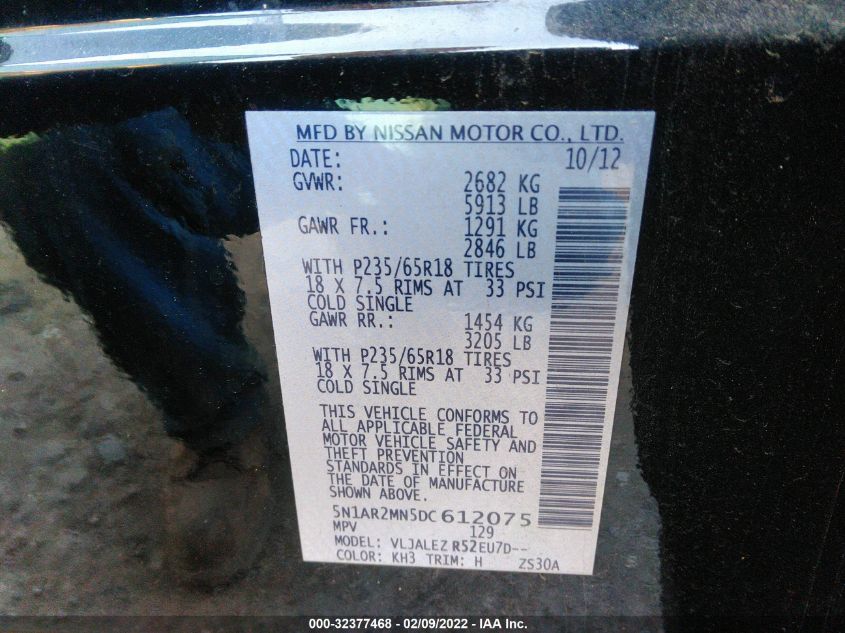 MFD BY NISSAN MOTOR CO., LTD.
DATE: 10/12
GVWR: 2682 KG
5913 LB
GAWR FR.: 1291 KG
2846 LB
WITH P235/65R18 TIRES
18 X 7.5 RIMS AT 33 PSI
COLD SINGLE
GAWR RR.: 1454 KG
3205 LB
WITH P235/65R18 TIRES
18 X 7.5 RIMS AT 33 PSI
COLD SINGLE
THIS VEHICLE CONFORMS TO
ALL APPLICABLE FEDERAL
MOTOR VEHICLE SAFETY AND
THEFT PREVENTION
STANDARDS IN EFFECT ON
THE DATE OF MANUFACTURE
SHOWN ABOVE.
5N1AR2MN5DC612075
MPV 129
MODEL: VLJALEZ R52EU7D--
COLOR: KH3 TRIM: H ZS30A
000-32377468 - 02/09/2022 - IAA Inc.